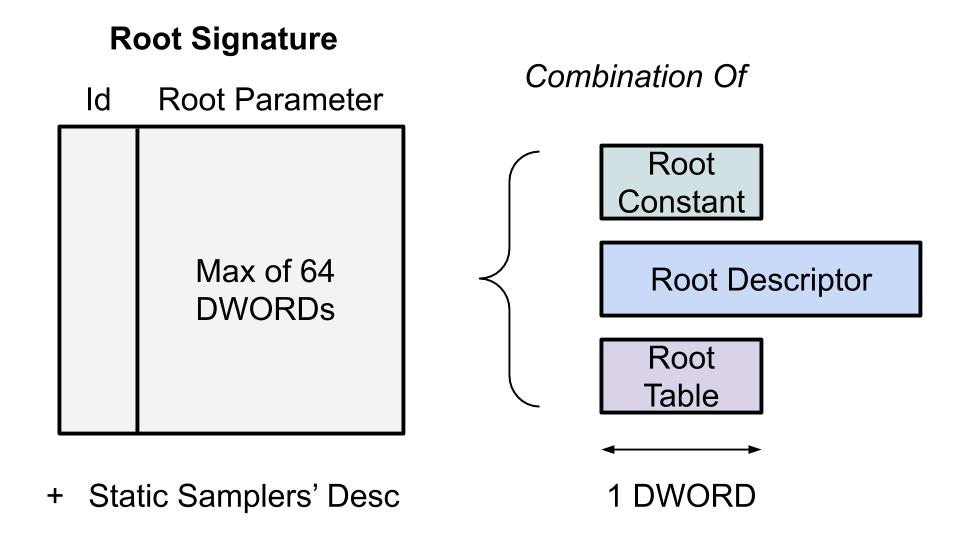 Root Signature
Combination Of
Id Root Parameter
Root
Constant
Max of 64
DWORDs
Root Descriptor
Root
Table
+ Static Samplers’ Desc
1 DWORD